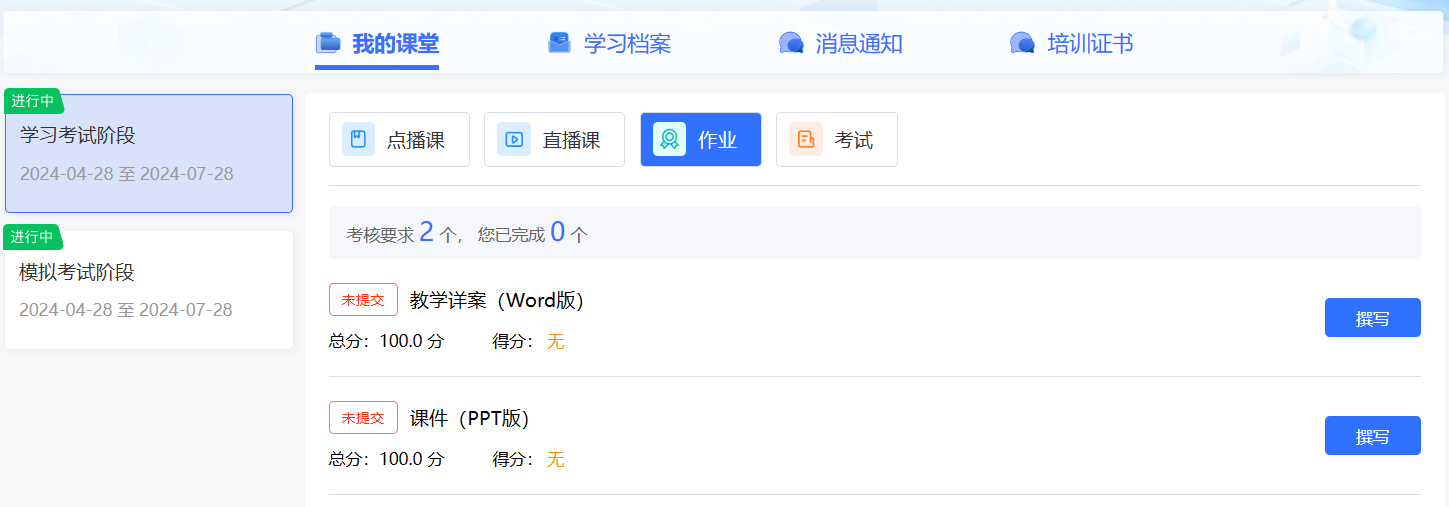 我的课堂 学习档案 消息通知 培训证书
进行中
学习考试阶段
2024-04-28 至 2024-07-28
进行中
模拟考试阶段
2024-04-28 至 2024-07-28
点播课 直播课 作业 考试
考核要求 2 个， 您已完成 0 个
未提交 教学详案（Word版）
总分：100.0 分 得分： 无
撰写
未提交 课件（PPT版）
总分：100.0 分 得分： 无
撰写